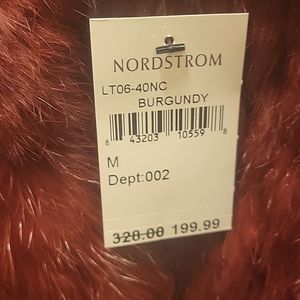 NORDSTROM
LT06-40NC
BURGUNDY
8 43203 10559 8
M
Dept:002
328.00 199.99